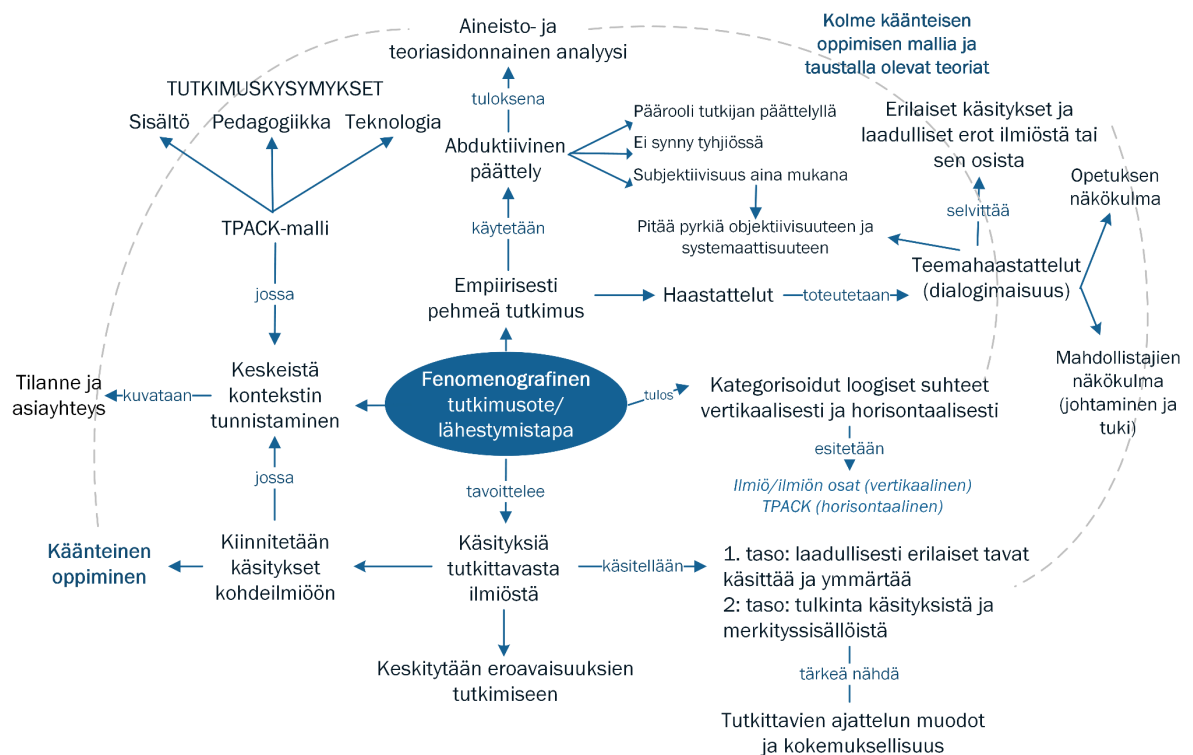 Aineisto- ja
teoriasidonnainen analyysi
Kolme käänteisen
oppimisen mallia ja
taustalla olevat teoriat
tuloksena
TUTKIMUSKYSYMYKSET
Sisältö
Pedagogiikka
Teknologia
Abduktiivinen
päättely
Päärooli tutkijan päättelyllä
Ei synny tyhjiössä
Subjektiivisuus aina mukana
Pitää pyrkiä objektiivisuuteen ja
systemaattisuuteen
Erilaiset käsitykset ja
laadulliset erot ilmiöstä tai
sen osista
Opetuksen
näkökulma
selvittää
TPACK-malli
käytetään
jossa
Empiirisesti
pehmeä tutkimus
Haastattelut
toteutetaan
Teemahaastattelut
(dialogimaisuus)
Mahdollistajien
näkökulma
(johtaminen ja
tuki)
Tilanne ja
asiayhteys
kuvataan
Keskeistä
kontekstin
tunnistaminen
Fenomenografinen
tutkimusote/
lähestymistapa
tulos
Kategorisoidut loogiset suhteet
vertikaalisesti ja horisontaalisesti
esitetään
Ilmiö/ilmiön osat (vertikaalinen)
TPACK (horisontaalinen)
jossa
tavoittelee
Käänteinen
oppiminen
Kiinnitetään
käsitykset
kohdeilmiöön
Käsityksiä
tutkittavasta
ilmiöstä
käsitellään
1. taso: laadullisesti erilaiset tavat
käsittää ja ymmärtää
2: taso: tulkinta käsityksistä ja
merkityssisällöistä
Keskitytään eroavaisuuksien
tutkimiseen
tärkeä nähdä
Tutkittavien ajattelun muodot
ja kokemuksellisuus